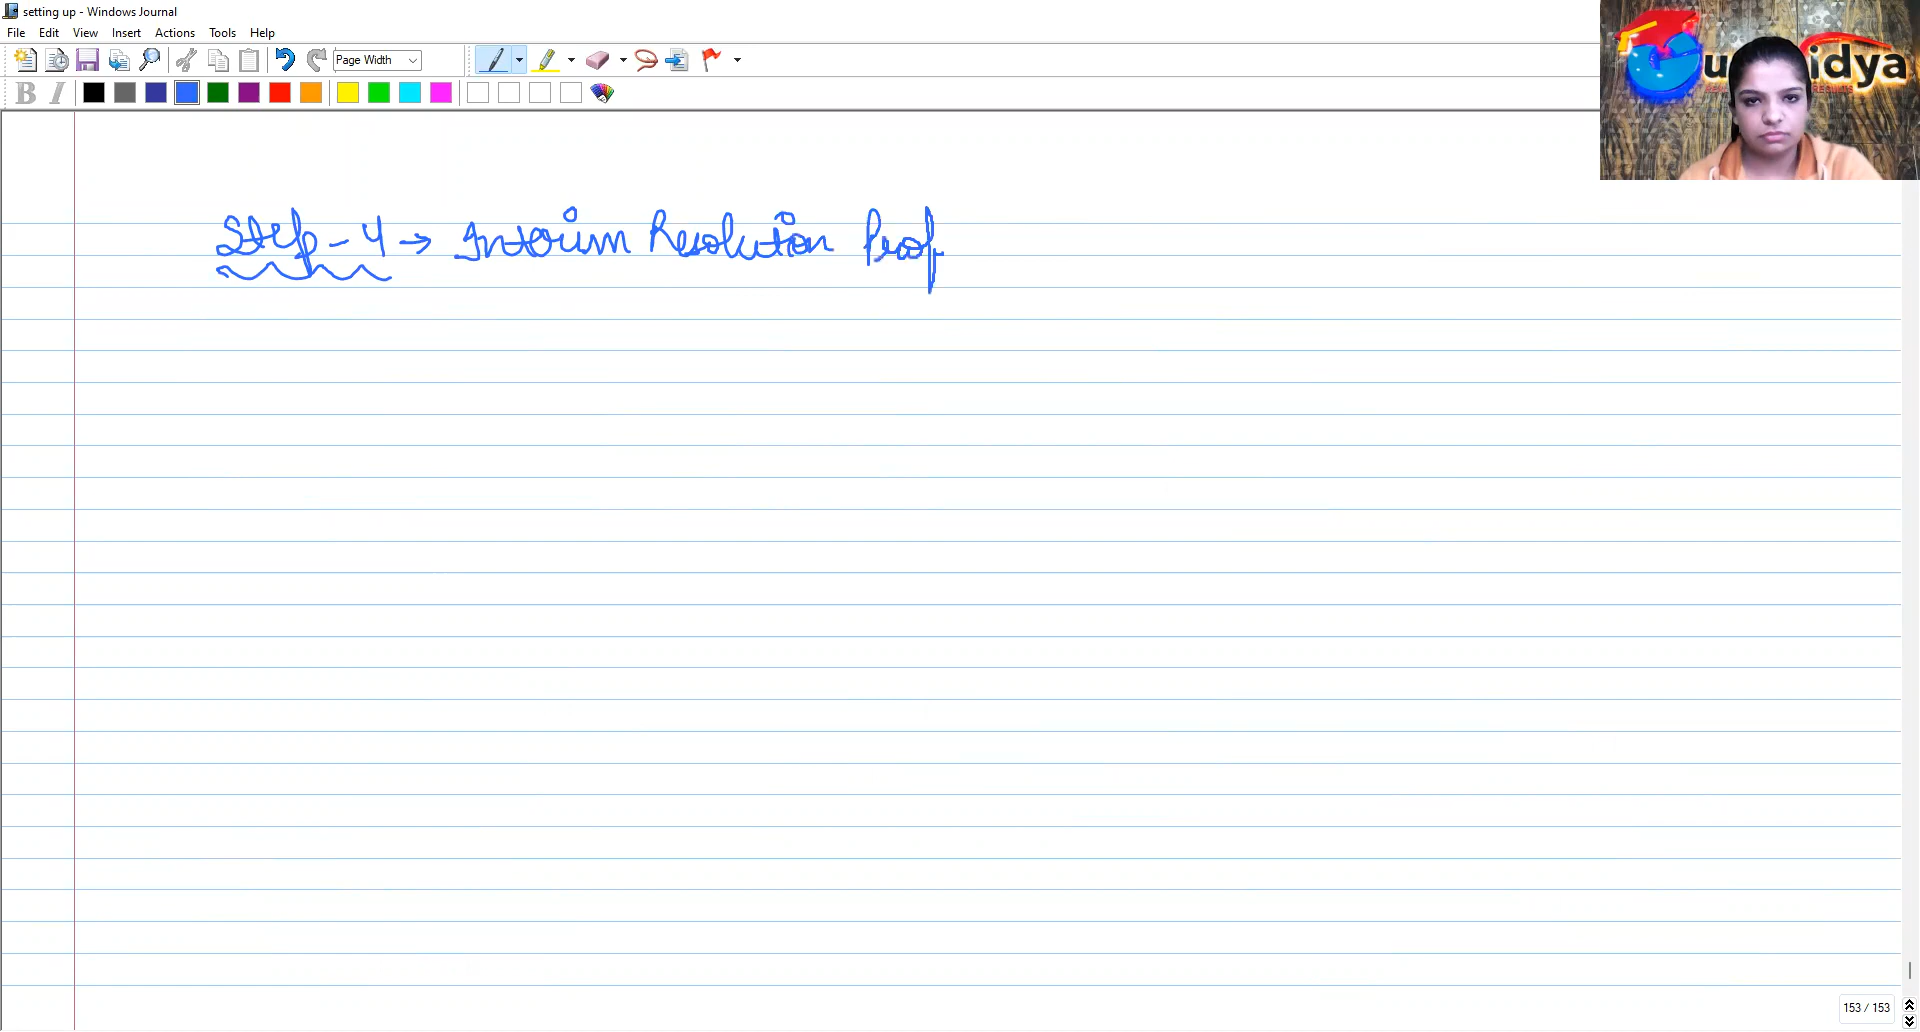 setting up - Windows Journal
File Edit View Insert Actions Tools Help
Page Width
B I
idya
Step-4 → Interim Resolution Prof
153 / 153